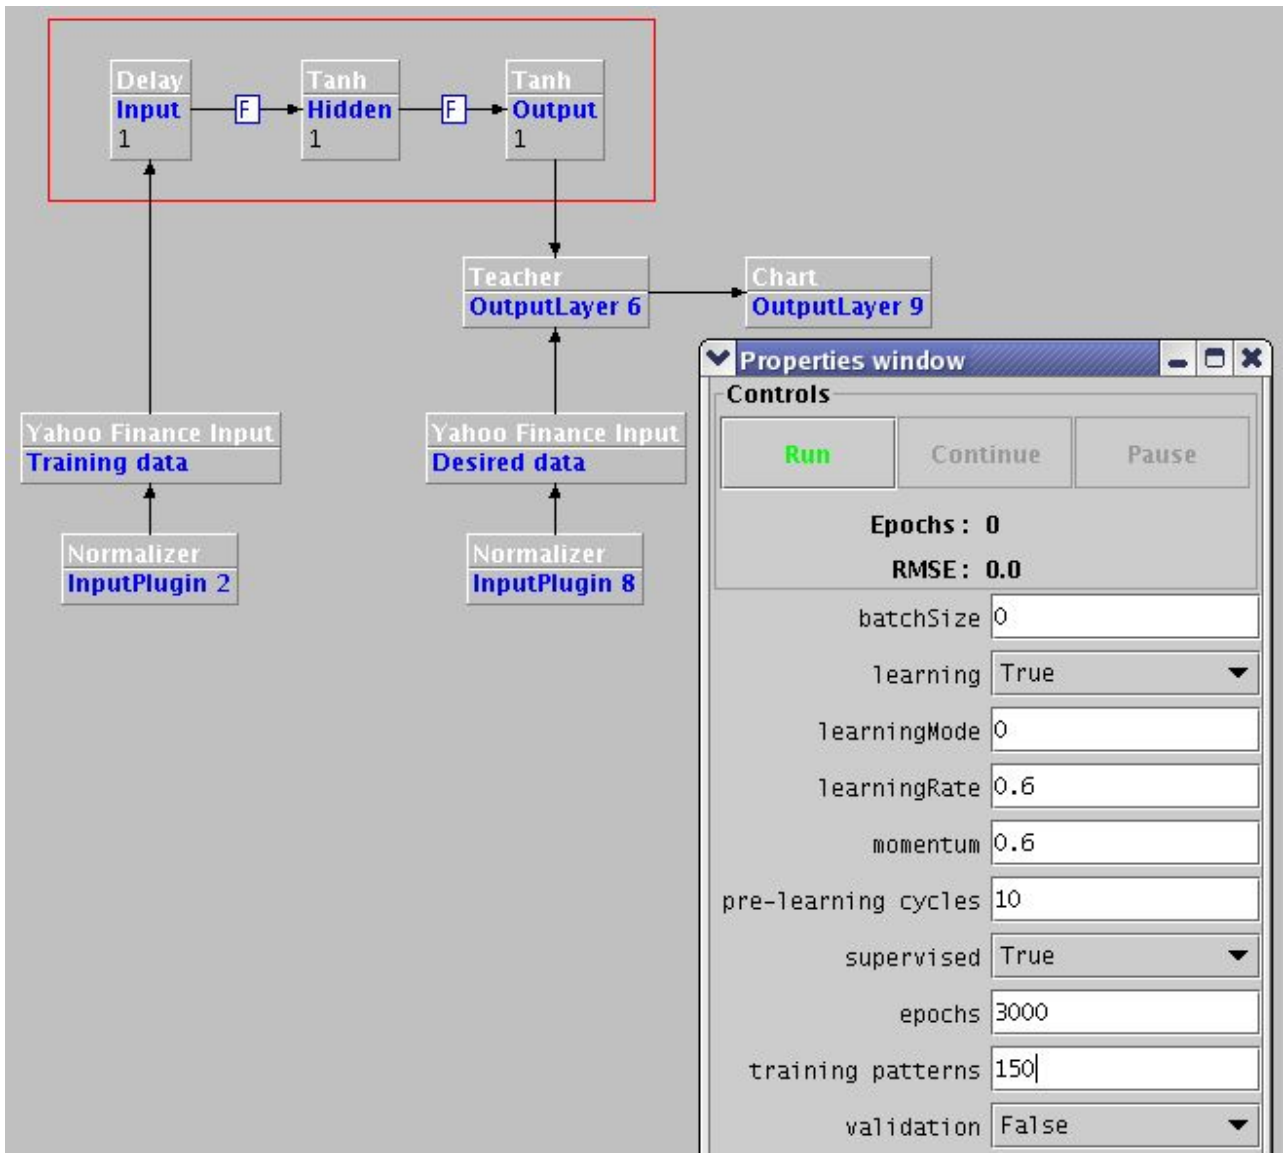 Delay
Input
1
F
Tanh
Hidden
1
F
Tanh
Output
1
Teacher
OutputLayer 6
Chart
OutputLayer 9
Yahoo Finance Input
Training data
Yahoo Finance Input
Desired data
Normalizer
InputPlugin 2
Normalizer
InputPlugin 8
Properties window
Controls
Run Continue Pause
Epochs : 0
RMSE : 0.0
batchSize 0
learning True
learningMode 0
learningRate 0.6
momentum 0.6
pre-learning cycles 10
supervised True
epochs 3000
training patterns 150
validation False